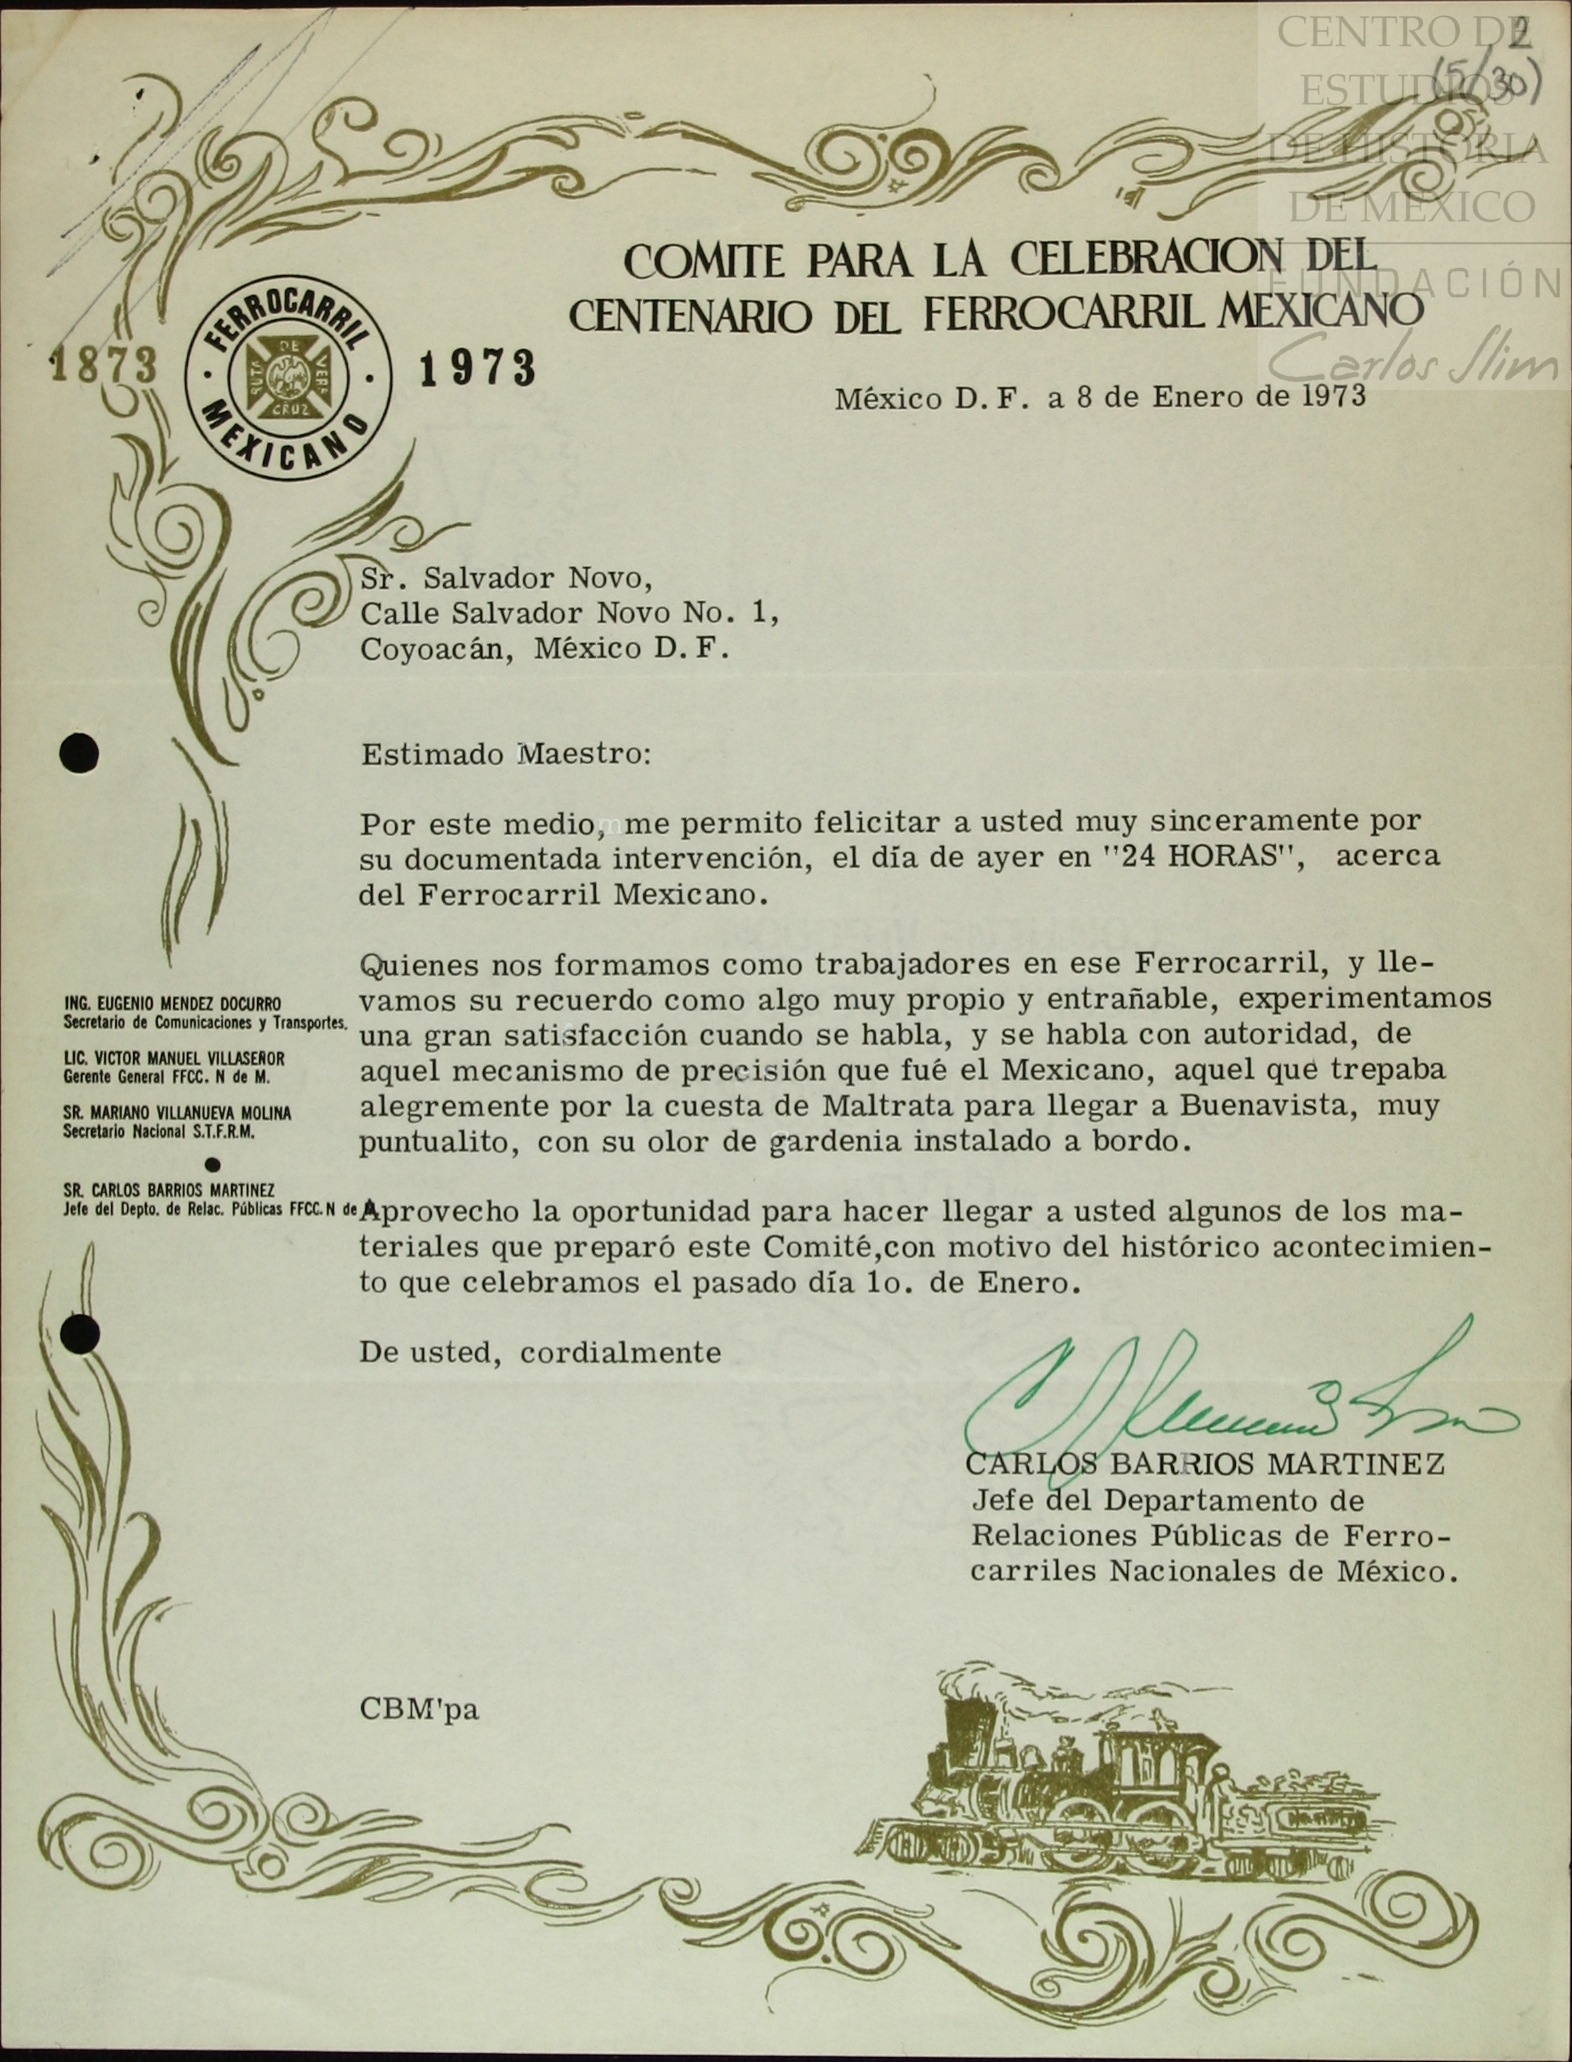 CENTRO DE
ESTUDIOS
DE HISTORIA
DE MÉXICO
FUNDACIÓN
Carlos Slim
2
(5/30)
COMITE PARA LA CELEBRACION DEL
CENTENARIO DEL FERROCARRIL MEXICANO
1873
FERROCARRIL
MEXICANO
RUTA DE VERA CRUZ
1973
México D. F. a 8 de Enero de 1973
Sr. Salvador Novo,
Calle Salvador Novo No. 1,
Coyoacán, México D. F.
Estimado Maestro:
Por este medio, me permito felicitar a usted muy sinceramente por
su documentada intervención, el día de ayer en "24 HORAS", acerca
del Ferrocarril Mexicano.
Quienes nos formamos como trabajadores en ese Ferrocarril, y lle-
vamos su recuerdo como algo muy propio y entrañable, experimentamos
una gran satisfacción cuando se habla, y se habla con autoridad, de
aquel mecanismo de precisión que fué el Mexicano, aquel que trepaba
alegremente por la cuesta de Maltrata para llegar a Buenavista, muy
puntualito, con su olor de gardenia instalado a bordo.
ING. EUGENIO MENDEZ DOCURRO
Secretario de Comunicaciones y Transportes.
LIC. VICTOR MANUEL VILLASEÑOR
Gerente General FFCC. N de M.
SR. MARIANO VILLANUEVA MOLINA
Secretario Nacional S.T.F.R.M.
SR. CARLOS BARRIOS MARTINEZ
Jefe del Depto. de Relac. Públicas FFCC. N de
Aprovecho la oportunidad para hacer llegar a usted algunos de los ma-
teriales que preparó este Comité,con motivo del histórico acontecimien-
to que celebramos el pasado día 1o. de Enero.
De usted, cordialmente
CARLOS BARRIOS MARTINEZ
Jefe del Departamento de
Relaciones Públicas de Ferro-
carriles Nacionales de México.
CBM'pa